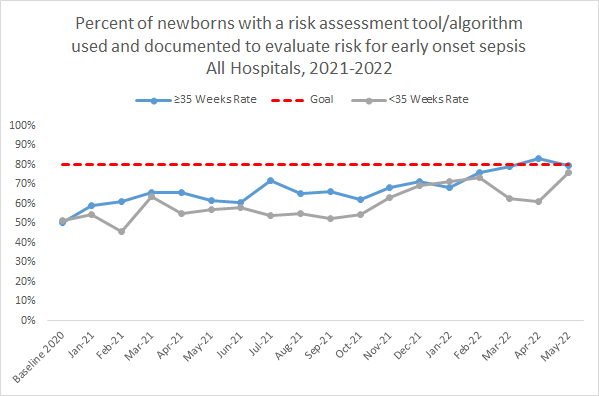 Percent of newborns with a risk assessment tool/algorithm
used and documented to evaluate risk for early onset sepsis
All Hospitals, 2021-2022
≥35 Weeks Rate Goal <35 Weeks Rate
100%
90%
80%
70%
60%
50%
40%
30%
20%
10%
0%
Baseline 2020
Jan-21
Feb-21
Mar-21
Apr-21
May-21
Jun-21
Jul-21
Aug-21
Sep-21
Oct-21
Nov-21
Dec-21
Jan-22
Feb-22
Mar-22
Apr-22
May-22